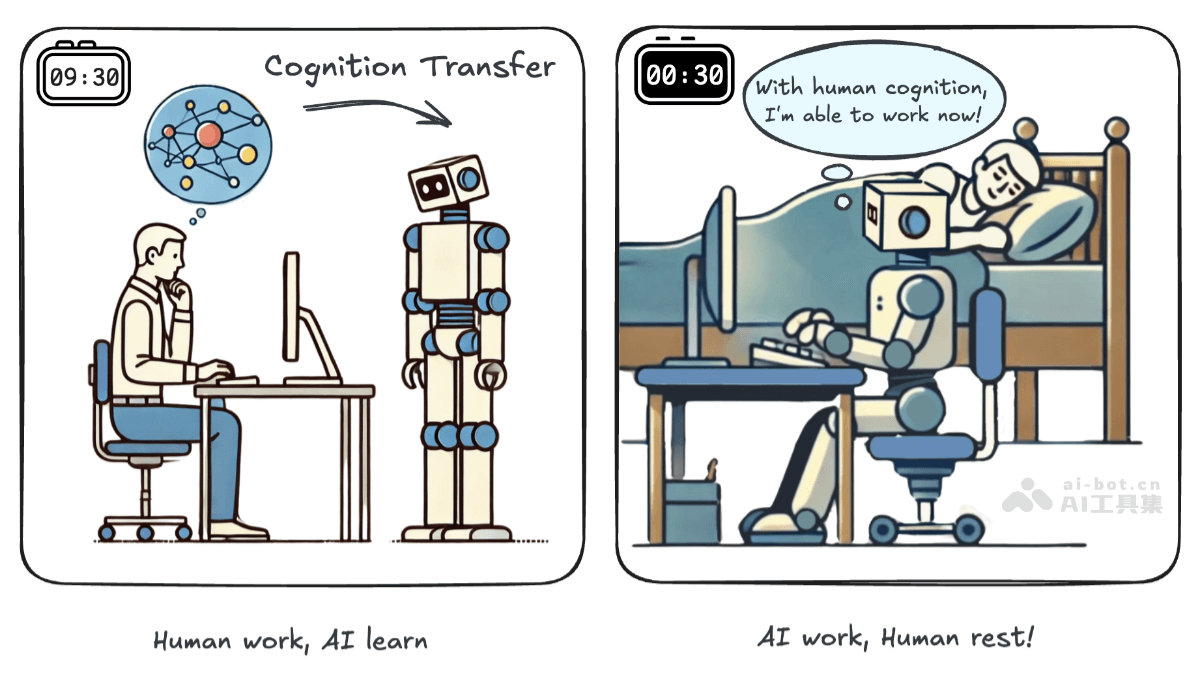 09:30
Cognition Transfer
Human work, AI learn
00:30
With human cognition,
I'm able to work now!
ai-bot.cn
AI工具集
AI work, Human rest!